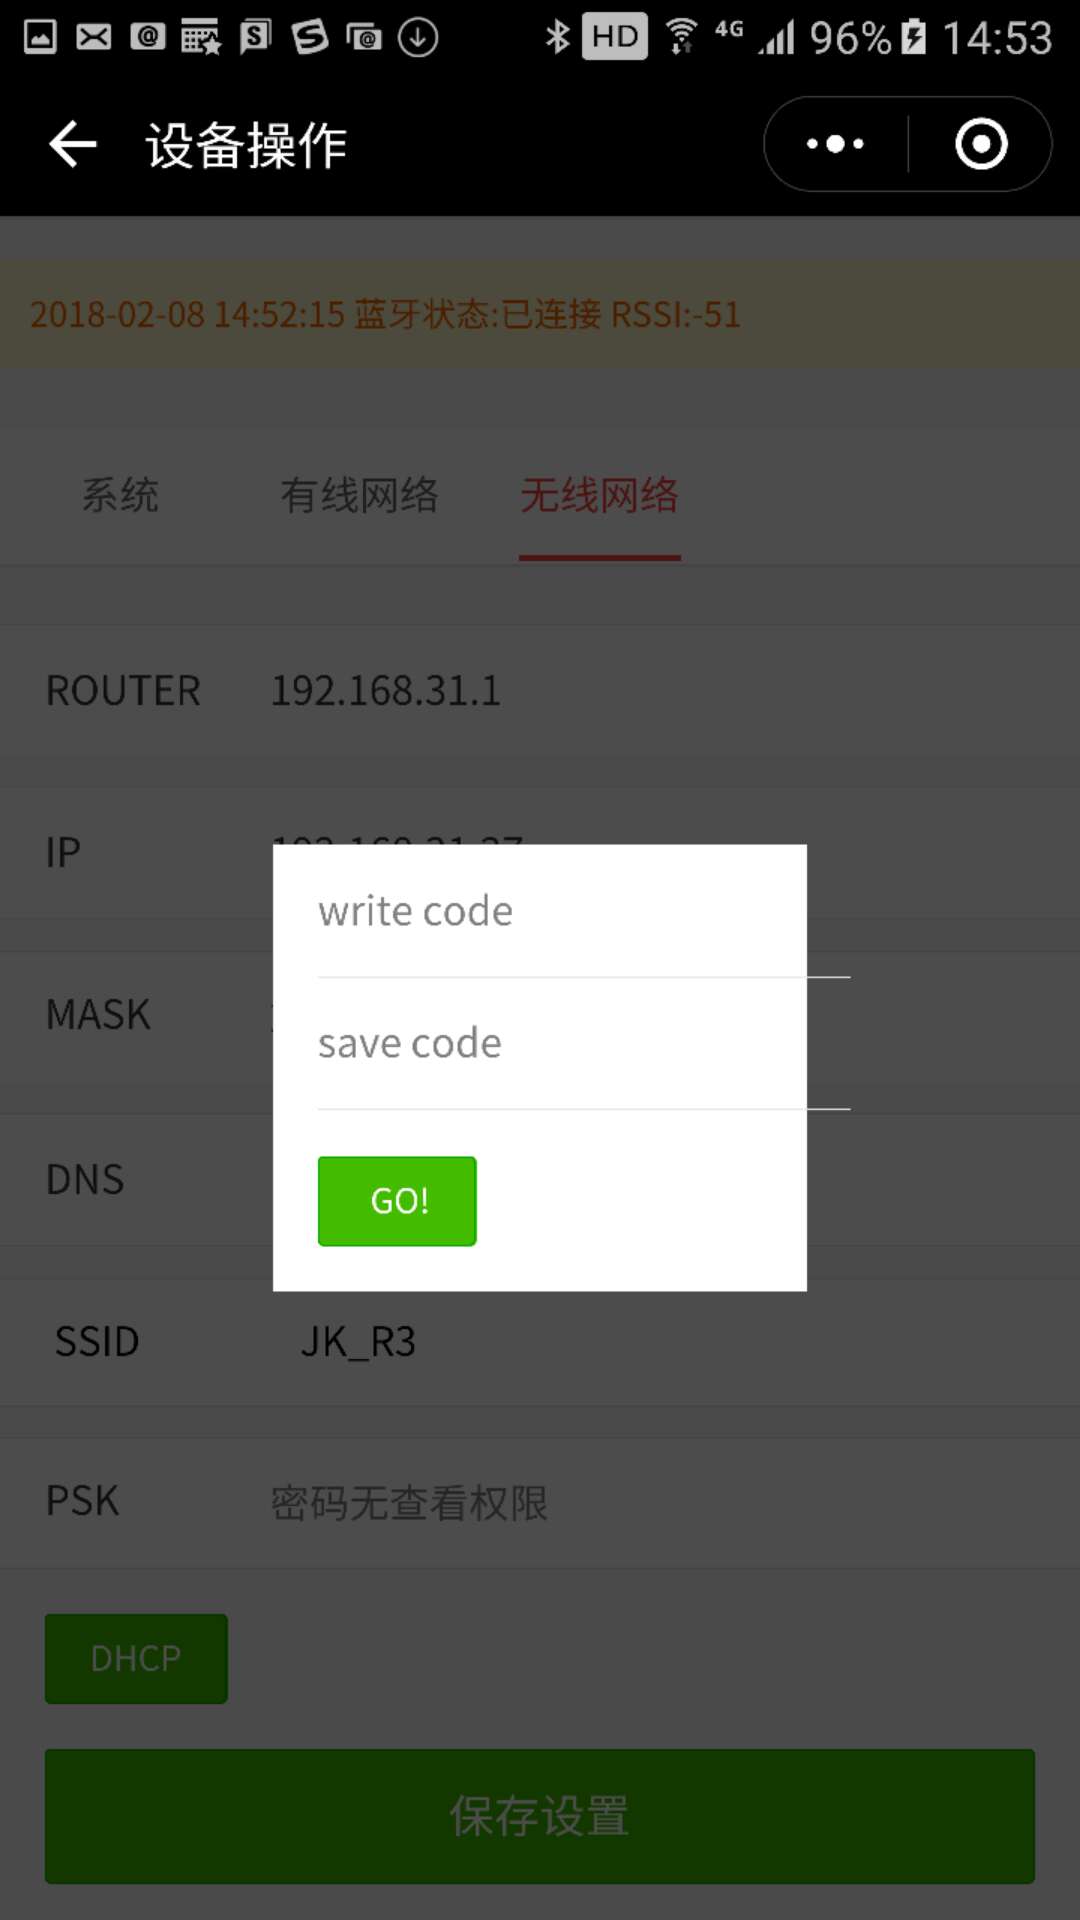 HD 4G 96% 14:53
设备操作
2018-02-08 14:52:15 蓝牙状态:已连接 RSSI:-51
系统 有线网络 无线网络
ROUTER 192.168.31.1
IP
write code
MASK
save code
DNS
GO!
SSID JK_R3
PSK 密码无查看权限
DHCP
保存设置